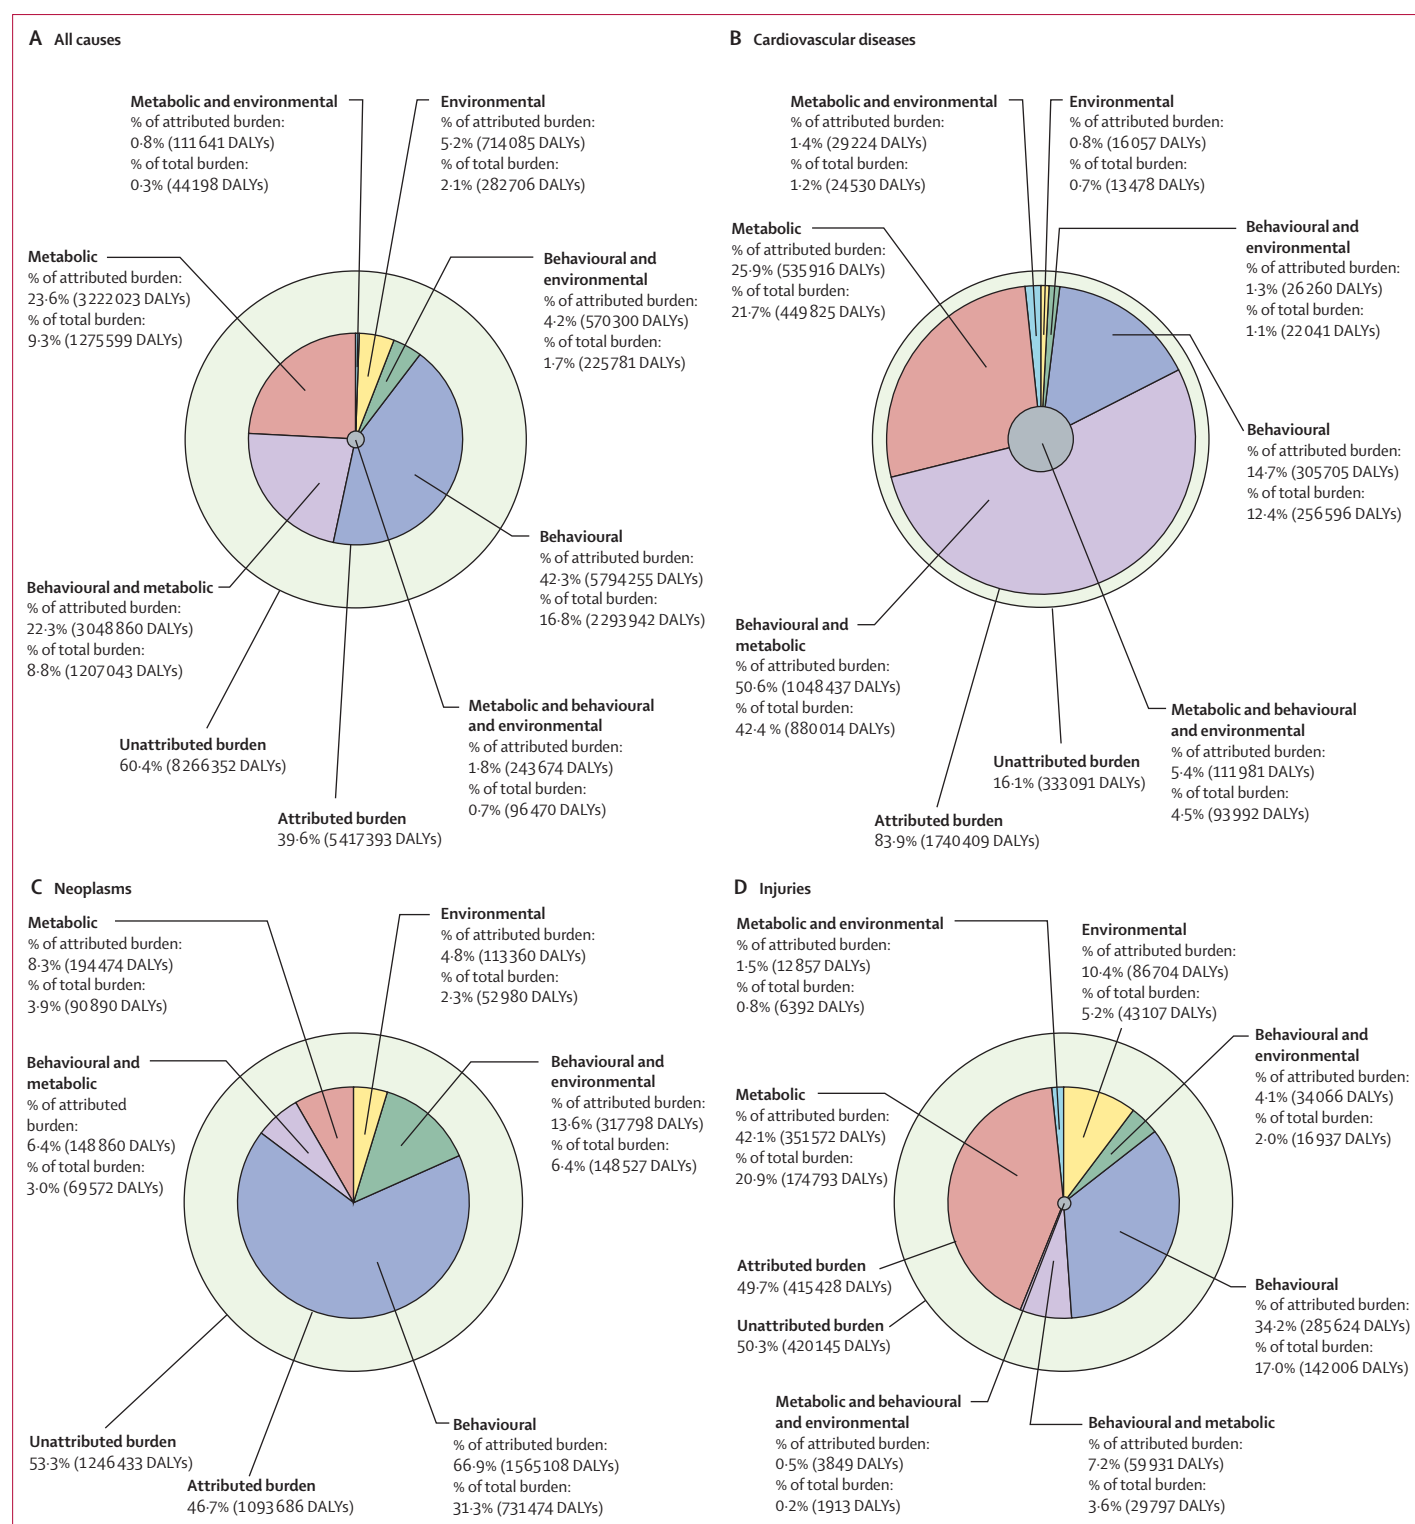 A All causes
Metabolic and environmental
% of attributed burden:
0·8% (111 641 DALYs)
% of total burden:
0·3% (44 198 DALYs)
Environmental
% of attributed burden:
5·2% (714 085 DALYs)
% of total burden:
2·1% (282 706 DALYs)
Metabolic
% of attributed burden:
23·6% (3 222 023 DALYs)
% of total burden:
9·3% (1 275 599 DALYs)
Behavioural and
environmental
% of attributed burden:
4·2% (570 300 DALYs)
% of total burden:
1·7% (225 781 DALYs)
Behavioural
% of attributed burden:
42·3% (5 794 255 DALYs)
% of total burden:
16·8% (2 293 942 DALYs)
Behavioural and metabolic
% of attributed burden:
22·3% (3 048 860 DALYs)
% of total burden:
8·8% (1 207 043 DALYs)
Metabolic and behavioural
and environmental
% of attributed burden:
1·8% (243 674 DALYs)
% of total burden:
0·7% (96 470 DALYs)
Unattributed burden
60·4% (8 266 352 DALYs)
Attributed burden
39·6% (5 417 393 DALYs)
B Cardiovascular diseases
Metabolic and environmental
% of attributed burden:
1·4% (29 224 DALYs)
% of total burden:
1·2% (24 530 DALYs)
Environmental
% of attributed burden:
0·8% (16 057 DALYs)
% of total burden:
0·7% (13 478 DALYs)
Metabolic
% of attributed burden:
25·9% (535 916 DALYs)
% of total burden:
21·7% (449 825 DALYs)
Behavioural and
environmental
% of attributed burden:
1·3% (26 260 DALYs)
% of total burden:
1·1% (22 041 DALYs)
Behavioural
% of attributed burden:
14·7% (305 705 DALYs)
% of total burden:
12·4% (256 596 DALYs)
Behavioural and
metabolic
% of attributed burden:
50·6% (1 048 437 DALYs)
% of total burden:
42·4 % (880 014 DALYs)
Metabolic and behavioural
and environmental
% of attributed burden:
5·4% (111 981 DALYs)
% of total burden:
4·5% (93 992 DALYs)
Unattributed burden
16·1% (333 091 DALYs)
Attributed burden
83·9% (1 740 409 DALYs)
C Neoplasms
Metabolic
% of attributed burden:
8·3% (194 474 DALYs)
% of total burden:
3·9% (90 890 DALYs)
Environmental
% of attributed burden:
4·8% (113 360 DALYs)
% of total burden:
2·3% (52 980 DALYs)
Behavioural and
metabolic
% of attributed
burden:
6·4% (148 860 DALYs)
% of total burden:
3·0% (69 572 DALYs)
Behavioural and
environmental
% of attributed burden:
13·6% (317 798 DALYs)
% of total burden:
6·4% (148 527 DALYs)
Behavioural
% of attributed burden:
66·9% (1 565 108 DALYs)
% of total burden:
31·3% (731 474 DALYs)
Unattributed burden
53·3% (1 246 433 DALYs)
Attributed burden
46·7% (1 093 686 DALYs)
D Injuries
Metabolic and environmental
% of attributed burden:
1·5% (12 857 DALYs)
% of total burden:
0·8% (6392 DALYs)
Environmental
% of attributed burden:
10·4% (86 704 DALYs)
% of total burden:
5·2% (43 107 DALYs)
Behavioural and
environmental
% of attributed burden:
4·1% (34 066 DALYs)
% of total burden:
2·0% (16 937 DALYs)
Metabolic
% of attributed burden:
42·1% (351 572 DALYs)
% of total burden:
20·9% (174 793 DALYs)
Attributed burden
49·7% (415 428 DALYs)
Unattributed burden
50·3% (420 145 DALYs)
Behavioural
% of attributed burden:
34·2% (285 624 DALYs)
% of total burden:
17·0% (142 006 DALYs)
Metabolic and behavioural
and environmental
% of attributed burden:
0·5% (3849 DALYs)
% of total burden:
0·2% (1913 DALYs)
Behavioural and metabolic
% of attributed burden:
7·2% (59 931 DALYs)
% of total burden:
3·6% (29 797 DALYs)